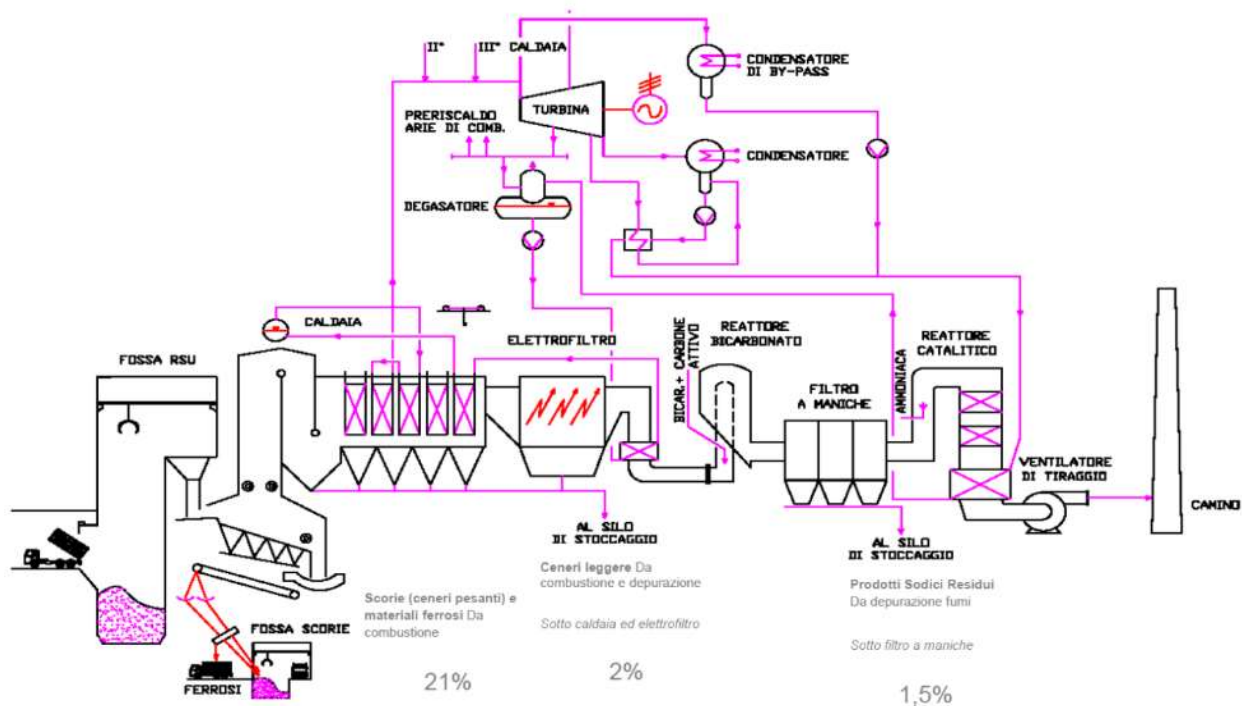 II°
III° CALDAIA
CONDENSATORE
DI BY-PASS
TURBINA
PRERISCALDO
ARIE DI COMB.
CONDENSATORE
DEGASATORE
CALDAIA
ELETTROFILTRO
REATTORE
BICARBONATO
REATTORE
CATALITICO
FOSSA RSU
BICAR.+ CARBONE
ATTIVO
FILTRO
A MANICHE
AMMONIACA
VENTILATORE
DI TIRAGGIO
CAMINO
AL SILO
DI STOCCAGGIO
AL SILO
DI STOCCAGGIO
Ceneri leggere Da
combustione e depurazione
Sotto caldaia ed elettrofiltro
2%
Prodotti Sodici Residui
Da depurazione fumi
Sotto filtro a maniche
1,5%
Scorie (ceneri pesanti) e
materiali ferrosi Da
combustione
21%
FOSSA SCORIE
FERROSI